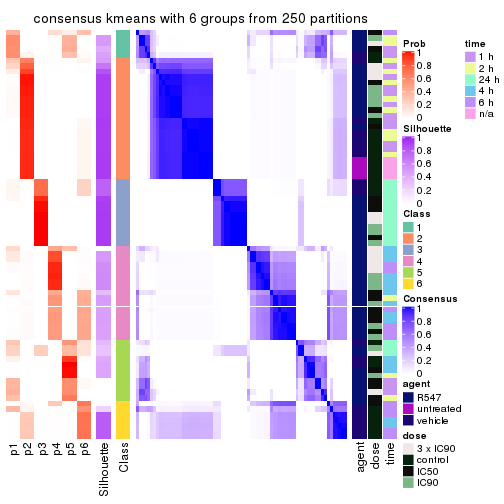 consensus kmeans with 6 groups from 250 partitions
Prob
1
0.8
0.6
0.4
0.2
0
time
1 h
2 h
24 h
4 h
6 h
n/a
Silhouette
1
0.8
0.6
0.4
0.2
0
Class
1
2
3
4
5
6
Consensus
1
0.8
0.6
0.4
0.2
0
agent
R547
untreated
vehicle
dose
3 x IC90
control
IC50
IC90
p1
p2
p3
p4
p5
p6
Silhouette
Class
agent
dose
time